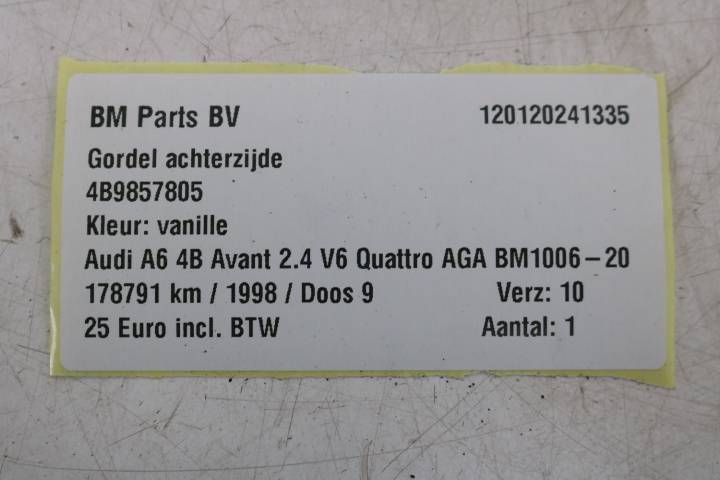 BM Parts BV 120120241335
Gordel achterzijde
4B9857805
Kleur: vanille
Audi A6 4B Avant 2.4 V6 Quattro AGA BM1006-20
178791 km / 1998 / Doos 9 Verz: 10
25 Euro incl. BTW Aantal: 1